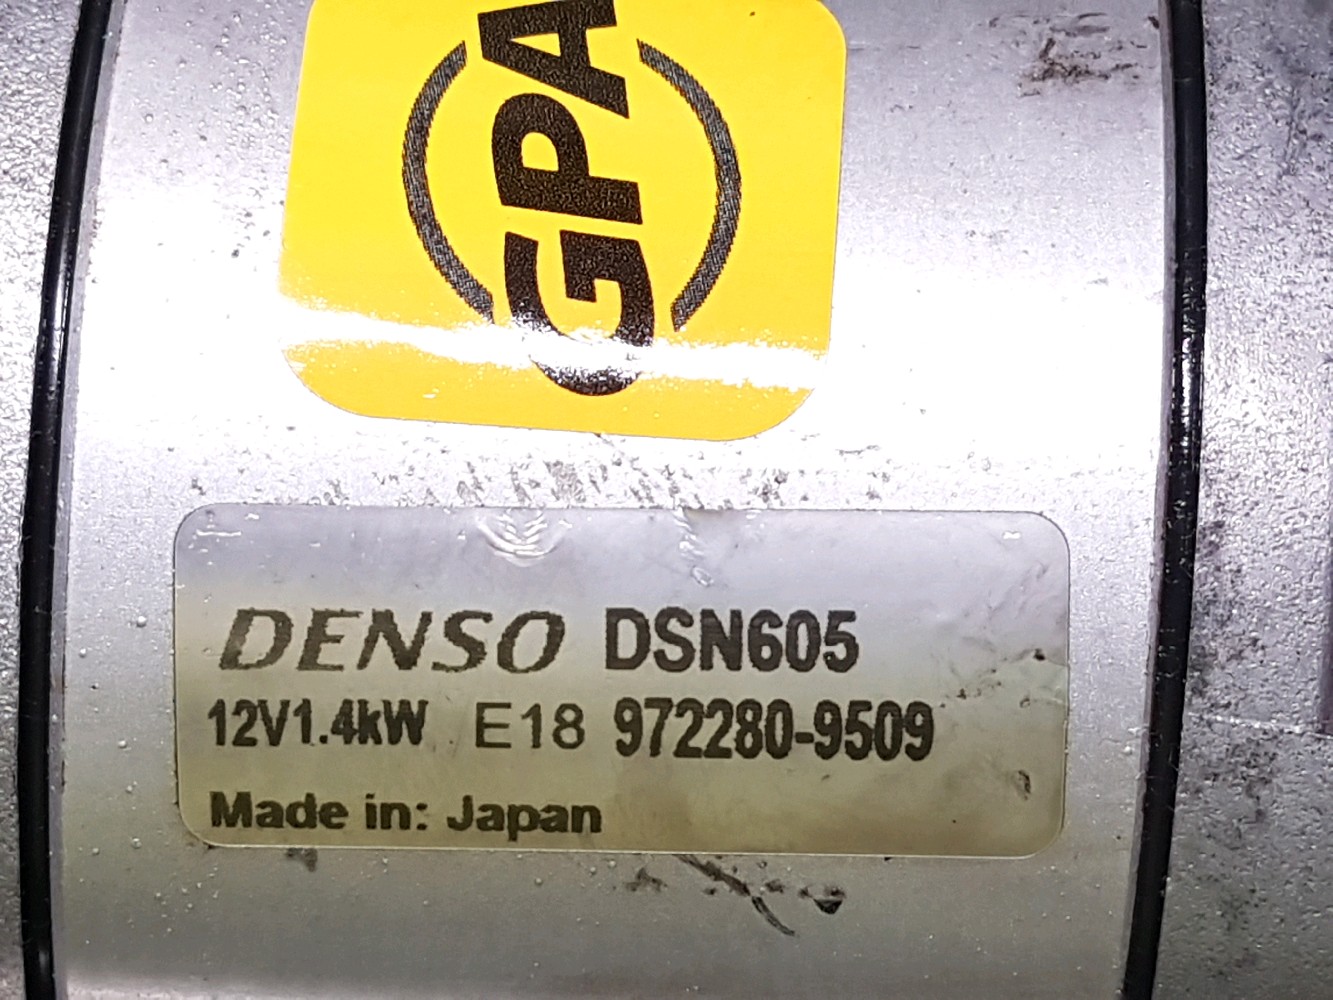 GPA
DENSO DSN605
12V1.4kW E18 972280-9509
Made in: Japan